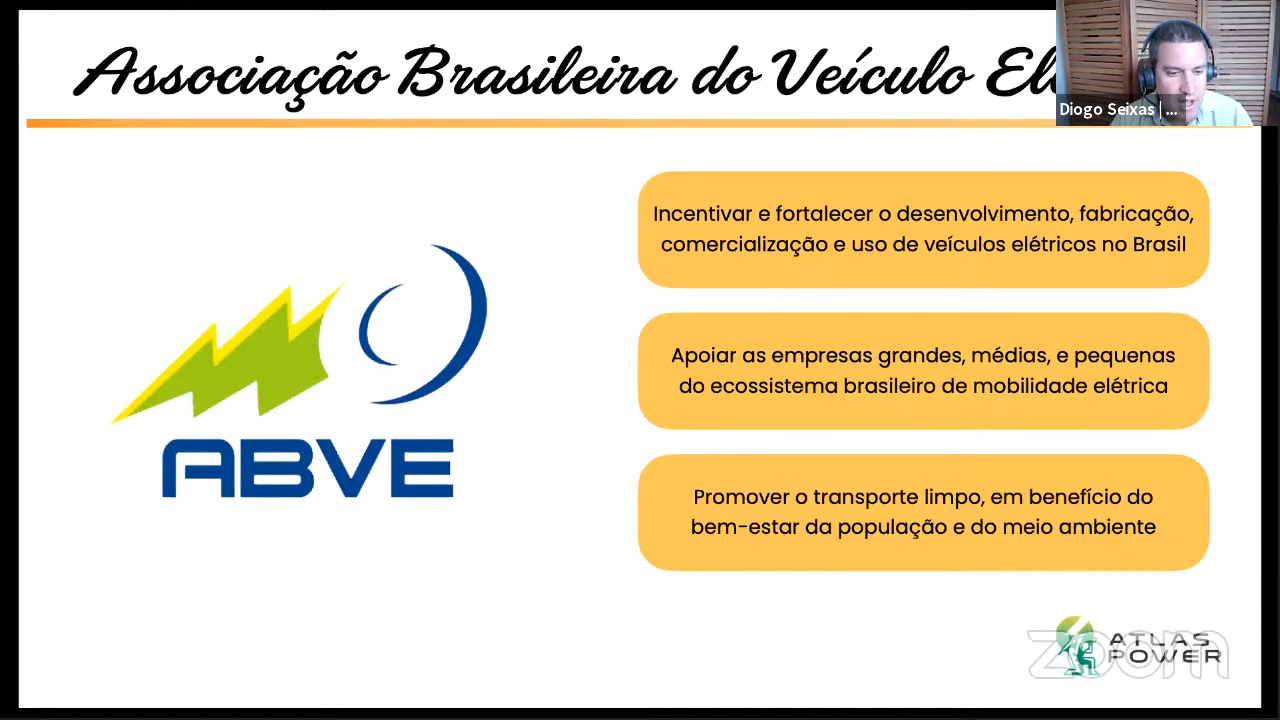 Associação Brasileira do Veículo
Diogo Seixas | ...
Incentivar e fortalecer o desenvolvimento, fabricação,
comercialização e uso de veículos elétricos no Brasil
Apoiar as empresas grandes, médias, e pequenas
do ecossistema brasileiro de mobilidade elétrica
ABVE
Promover o transporte limpo, em benefício do
bem-estar da população e do meio ambiente
ATLAS
POWER
zoom